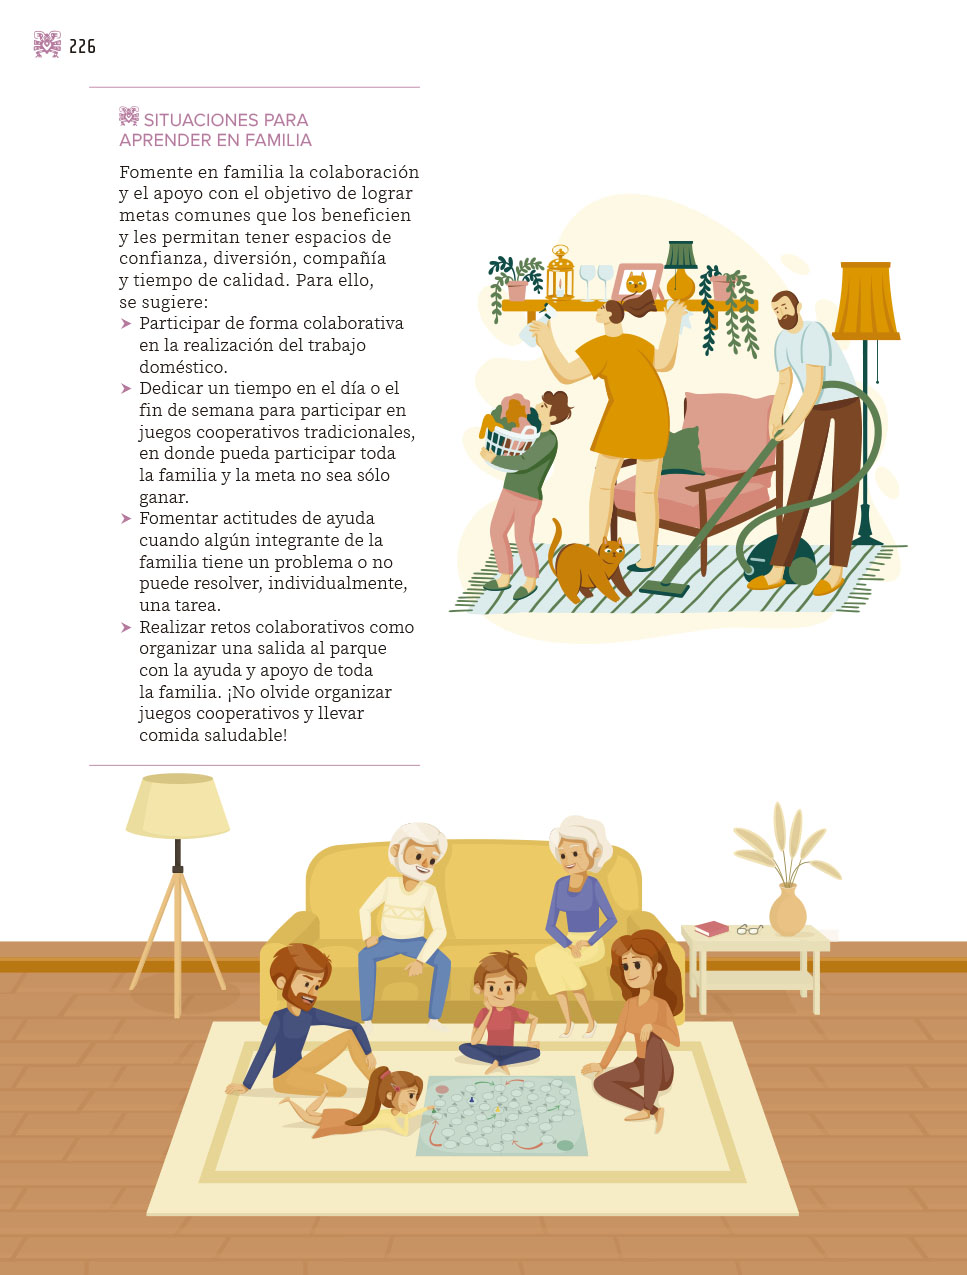 226
SITUACIONES PARA
APRENDER EN FAMILIA
Fomente en familia la colaboración
y el apoyo con el objetivo de lograr
metas comunes que los beneficien
y les permitan tener espacios de
confianza, diversión, compañía
y tiempo de calidad. Para ello,
se sugiere:
➤ Participar de forma colaborativa
en la realización del trabajo
doméstico.
➤ Dedicar un tiempo en el día o el
fin de semana para participar en
juegos cooperativos tradicionales,
en donde pueda participar toda
la familia y la meta no sea sólo
ganar.
➤ Fomentar actitudes de ayuda
cuando algún integrante de la
familia tiene un problema o no
puede resolver, individualmente,
una tarea.
➤ Realizar retos colaborativos como
organizar una salida al parque
con la ayuda y apoyo de toda
la familia. ¡No olvide organizar
juegos cooperativos y llevar
comida saludable!